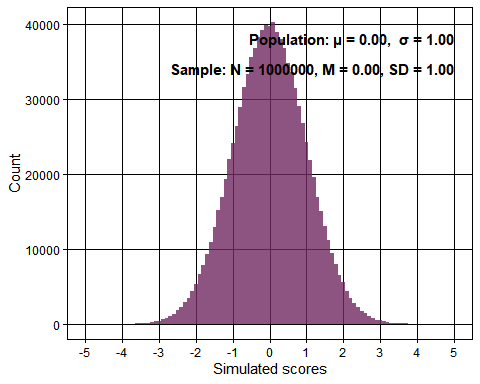 Population: μ = 0.00,  σ = 1.00
Sample: N = 1000000, M = 0.00, SD = 1.00
40000
30000
20000
10000
0
Count
-5 -4 -3 -2 -1 0 1 2 3 4 5
Simulated scores